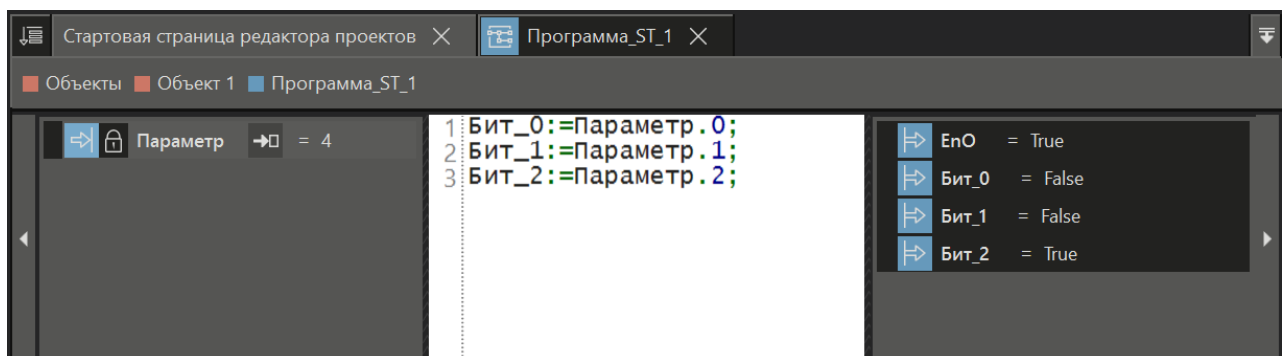 Стартовая страница редактора проектов
Программа_ST_1
Объекты Объект 1 Программа_ST_1
Параметр = 4
1 Бит_0:=Параметр.0;
2 Бит_1:=Параметр.1;
3 Бит_2:=Параметр.2;
EnO = True
Бит_0 = False
Бит_1 = False
Бит_2 = True